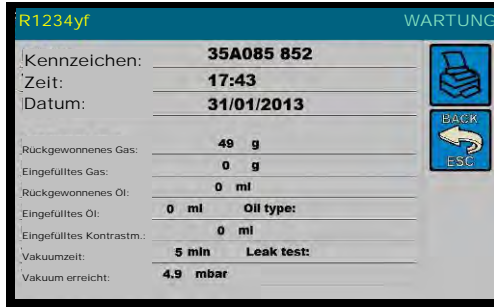 R1234yf WARTUNG
Kennzeichen: 35A085 852
Zeit: 17:43
Datum: 31/01/2013
BACK
ESC
Rückgewonnenes Gas: 49 g
Eingefülltes Gas: 0 g
Rückgewonnenes Öl: 0 ml
Eingefülltes Öl: 0 ml Oil type:
Eingefülltes Kontrastm.: 0 ml
Vakuumzeit: 5 min Leak test:
Vakuum erreicht: 4.9 mbar